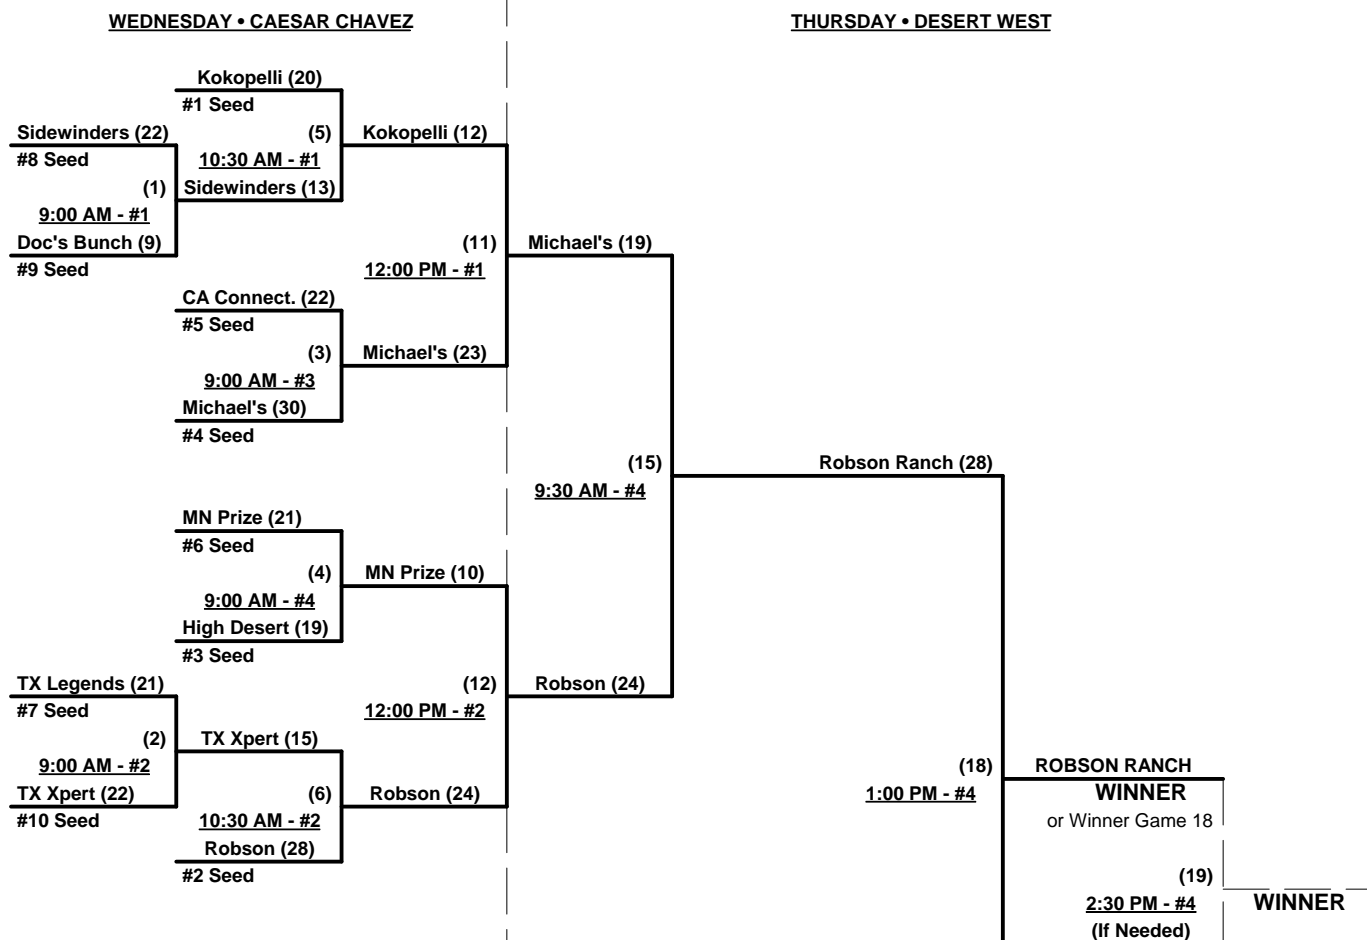 WEDNESDAY • CAESAR CHAVEZ
THURSDAY • DESERT WEST
Kokopelli (20)
#1 Seed
Sidewinders (22)
(5)
Kokopelli (12)
#8 Seed
10:30 AM - #1
(1)
Sidewinders (13)
9:00 AM - #1
Doc's Bunch (9)
(11)
Michael's (19)
#9 Seed
12:00 PM - #1
CA Connect. (22)
#5 Seed
(3)
Michael's (23)
9:00 AM - #3
Michael's (30)
#4 Seed
(15)
Robson Ranch (28)
9:30 AM - #4
MN Prize (21)
#6 Seed
(4)
MN Prize (10)
9:00 AM - #4
High Desert (19)
#3 Seed
TX Legends (21)
(12)
Robson (24)
#7 Seed
12:00 PM - #2
(2)
TX Xpert (15)
9:00 AM - #2
(18)
ROBSON RANCH
TX Xpert (22)
(6)
Robson (24)
1:00 PM - #4
WINNER
#10 Seed
10:30 AM - #2
or Winner Game 18
Robson (28)
#2 Seed
(19)
2:30 PM - #4
WINNER
(If Needed)